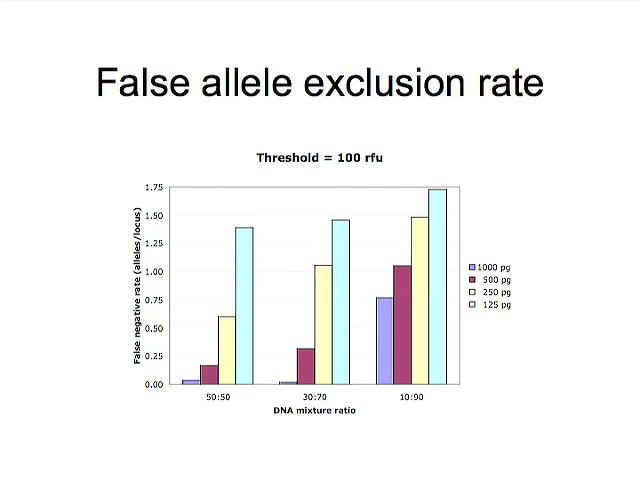 False allele exclusion rate
Threshold = 100 rfu
False negative rate (alleles/locus)
1.75
1.50
1.25
1.00
0.75
0.50
0.25
0.00
50:50
30:70
10:90
DNA mixture ratio
1000 pg
500 pg
250 pg
125 pg